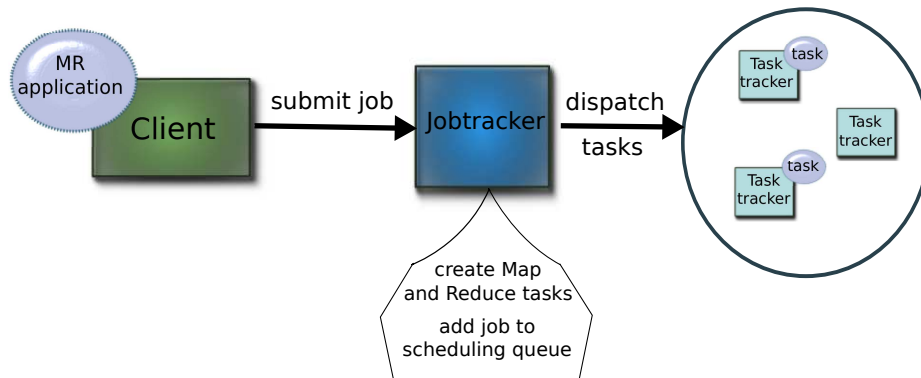 MR
application
Client
submit job
Jobtracker
dispatch
tasks
Task
tracker
task
Task
tracker
Task
tracker
task
create Map
and Reduce tasks
add job to
scheduling queue